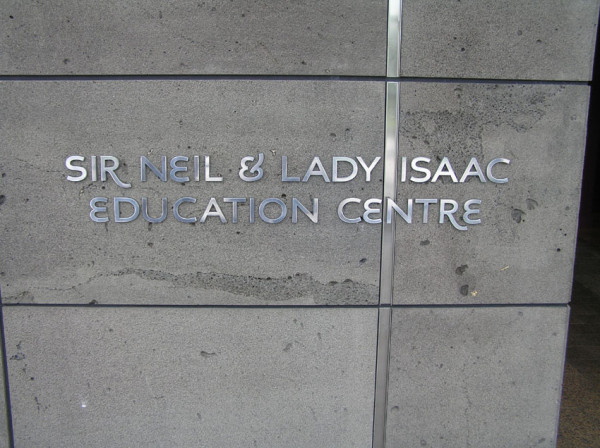 SIR NEIL & LADY ISAAC
EDUCATION CENTRE